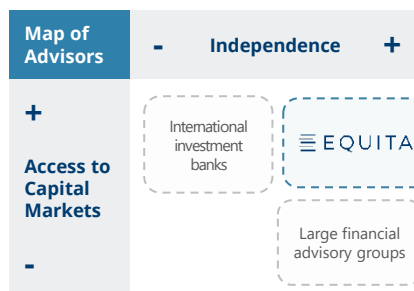 Map of
Advisors
- Independence +
+
Access to
Capital
Markets
-
International
investment
banks
EQUITA
Large financial
advisory groups